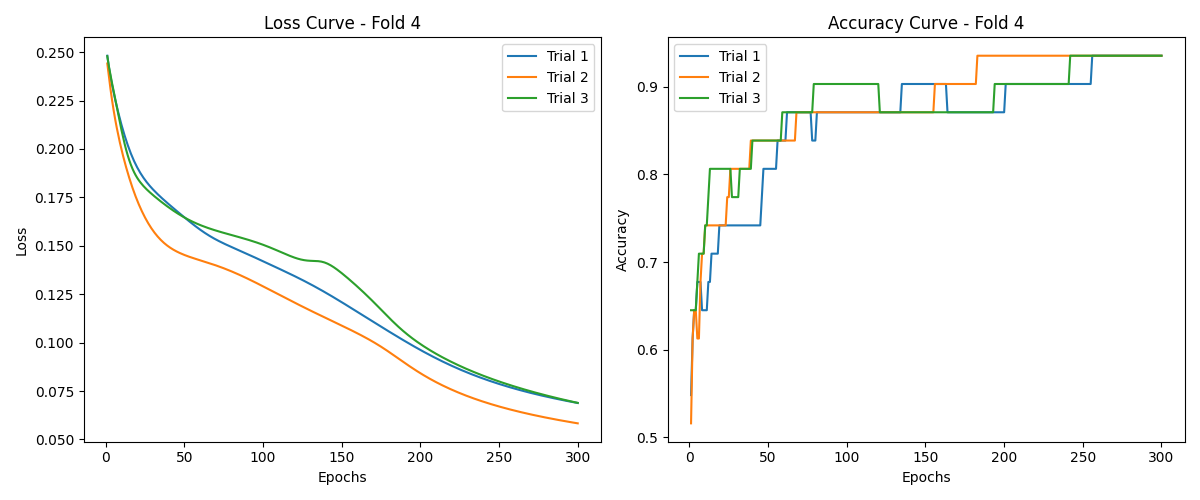 Loss Curve - Fold 4
0.250
0.225
0.200
0.175
0.150
0.125
0.100
0.075
0.050
Loss
0
50
100
150
200
250
300
Epochs
Trial 1
Trial 2
Trial 3
Accuracy Curve - Fold 4
0.9
0.8
0.7
0.6
0.5
Accuracy
0
50
100
150
200
250
300
Epochs
Trial 1
Trial 2
Trial 3